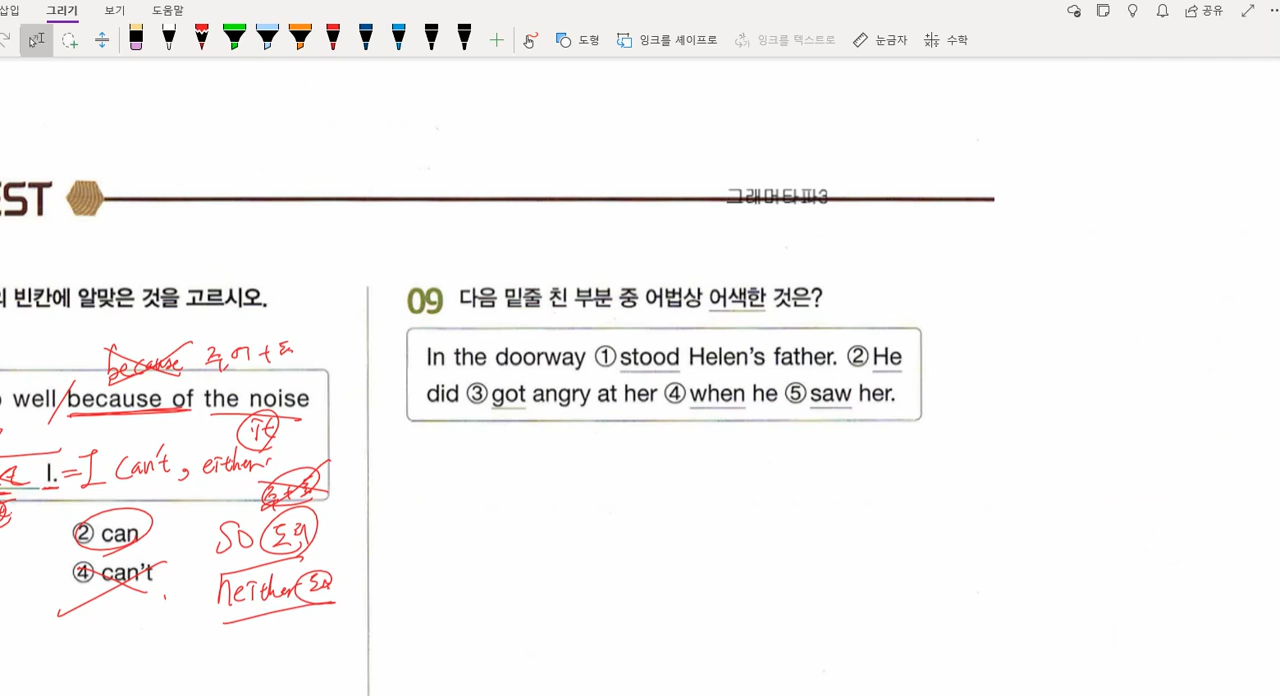 삽입 그리기 보기 도움말 공유
도형 잉크를 셰이프로 잉크를 텍스트로 눈금자 수학
EST 그래머타파3
빈칸에 알맞은 것을 고르시오.
because 주어+동
well because of the noise
I. = I can't, either.
② can so 도치
④ can't neither
09 다음 밑줄 친 부분 중 어법상 어색한 것은?
In the doorway ① stood Helen's father. ② He
did ③ got angry at her ④ when he ⑤ saw her.